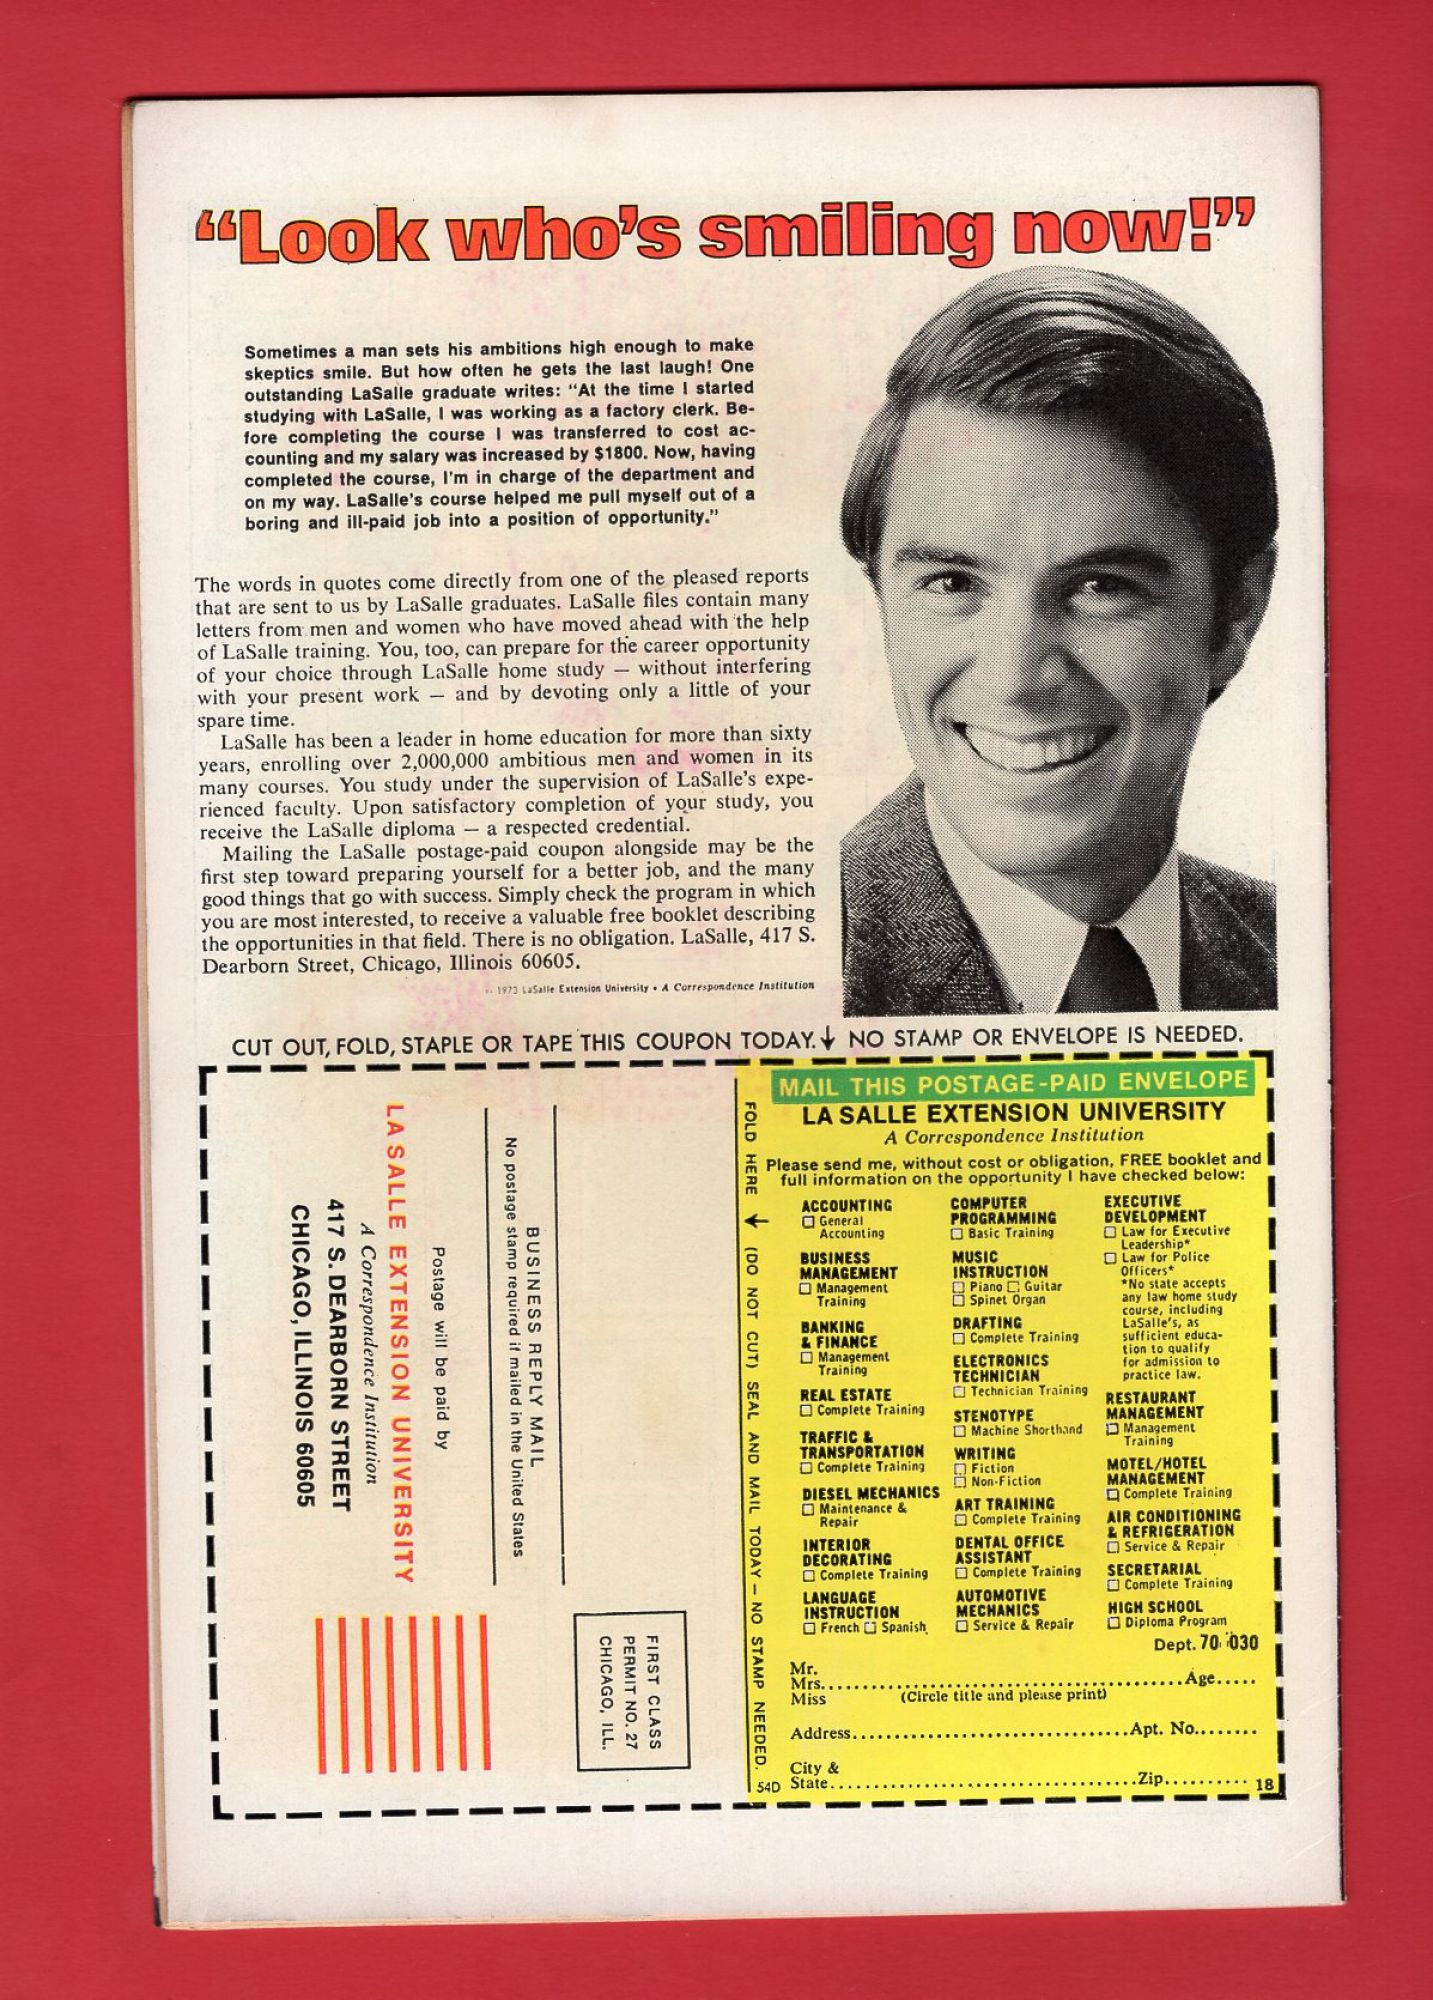 “Look who’s smiling now!”
Sometimes a man sets his ambitions high enough to make
skeptics smile. But how often he gets the last laugh! One
outstanding LaSalle graduate writes: “At the time I started
studying with LaSalle, I was working as a factory clerk. Be-
fore completing the course I was transferred to cost ac-
counting and my salary was increased by $1800. Now, having
completed the course, I’m in charge of the department and
on my way. LaSalle’s course helped me pull myself out of a
boring and ill-paid job into a position of opportunity.”
The words in quotes come directly from one of the pleased reports
that are sent to us by LaSalle graduates. LaSalle files contain many
letters from men and women who have moved ahead with the help
of LaSalle training. You, too, can prepare for the career opportunity
of your choice through LaSalle home study — without interfering
with your present work — and by devoting only a little of your
spare time.
LaSalle has been a leader in home education for more than sixty
years, enrolling over 2,000,000 ambitious men and women in its
many courses. You study under the supervision of LaSalle’s expe-
rienced faculty. Upon satisfactory completion of your study, you
receive the LaSalle diploma — a respected credential.
Mailing the LaSalle postage-paid coupon alongside may be the
first step toward preparing yourself for a better job, and the many
good things that go with success. Simply check the program in which
you are most interested, to receive a valuable free booklet describing
the opportunities in that field. There is no obligation. LaSalle, 417 S.
Dearborn Street, Chicago, Illinois 60605.
1973 LaSalle Extension University • A Correspondence Institution
CUT OUT, FOLD, STAPLE OR TAPE THIS COUPON TODAY.↓ NO STAMP OR ENVELOPE IS NEEDED.
FIRST CLASS
PERMIT NO. 27
CHICAGO, ILL.
BUSINESS REPLY MAIL
No postage stamp required if mailed in the United States
Postage will be paid by
LA SALLE EXTENSION UNIVERSITY
A Correspondence Institution
417 S. DEARBORN STREET
CHICAGO, ILLINOIS 60605
FOLD HERE ↓ (DO NOT CUT) SEAL AND MAIL TODAY — NO STAMP NEEDED.
MAIL THIS POSTAGE-PAID ENVELOPE
LA SALLE EXTENSION UNIVERSITY
A Correspondence Institution
Please send me, without cost or obligation, FREE booklet and
full information on the opportunity I have checked below:
ACCOUNTING
☐ General
Accounting
BUSINESS
MANAGEMENT
☐ Management
Training
BANKING
& FINANCE
☐ Management
Training
REAL ESTATE
☐ Complete Training
TRAFFIC &
TRANSPORTATION
☐ Complete Training
DIESEL MECHANICS
☐ Maintenance &
Repair
INTERIOR
DECORATING
☐ Complete Training
LANGUAGE
INSTRUCTION
☐ French ☐ Spanish
COMPUTER
PROGRAMMING
☐ Basic Training
MUSIC
INSTRUCTION
☐ Piano ☐ Guitar
☐ Spinet Organ
DRAFTING
☐ Complete Training
ELECTRONICS
TECHNICIAN
☐ Technician Training
STENOTYPE
☐ Machine Shorthand
WRITING
☐ Fiction
☐ Non-Fiction
ART TRAINING
☐ Complete Training
DENTAL OFFICE
ASSISTANT
☐ Complete Training
AUTOMOTIVE
MECHANICS
☐ Service & Repair
EXECUTIVE
DEVELOPMENT
☐ Law for Executive
Leadership*
☐ Law for Police
Officers*
*No state accepts
any law home study
course, including
LaSalle’s, as
sufficient educa-
tion to qualify
for admission to
practice law.
RESTAURANT
MANAGEMENT
☐ Management
Training
MOTEL/HOTEL
MANAGEMENT
☐ Complete Training
AIR CONDITIONING
& REFRIGERATION
☐ Service & Repair
SECRETARIAL
☐ Complete Training
HIGH SCHOOL
☐ Diploma Program
Dept. 70-030
Mr.
Mrs. Age
Miss (Circle title and please print)
Address Apt. No.
City &
State Zip
54D 18